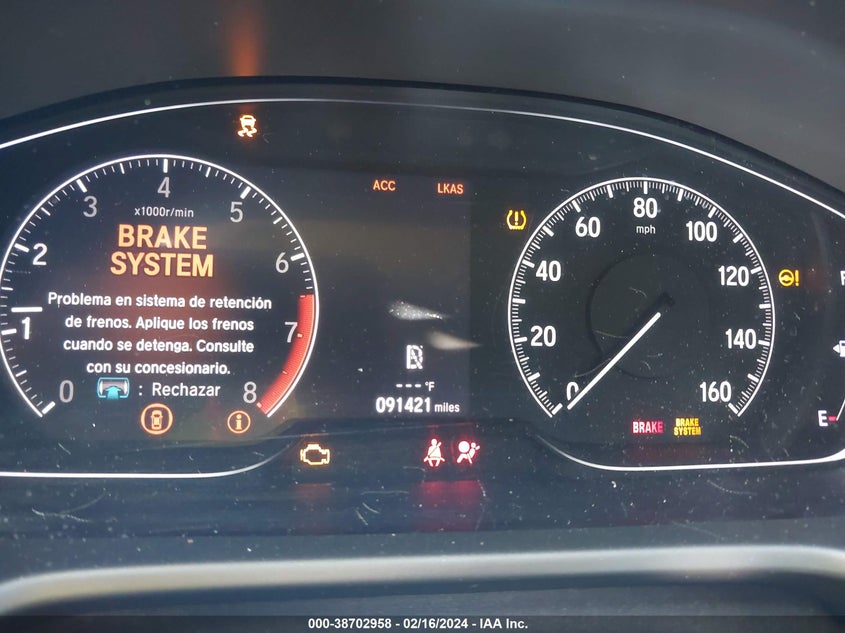 ACC LKAS
4
3 5
x1000r/min
2 6
BRAKE
SYSTEM
Problema en sistema de retención
de frenos. Aplique los frenos
cuando se detenga. Consulte
con su concesionario.
: Rechazar
1 7
0 8
i
---°F
091421 miles
80
60 100
mph
40 120
20 140
0 160
BRAKE BRAKE
SYSTEM
E
000-38702958 - 02/16/2024 - IAA Inc.